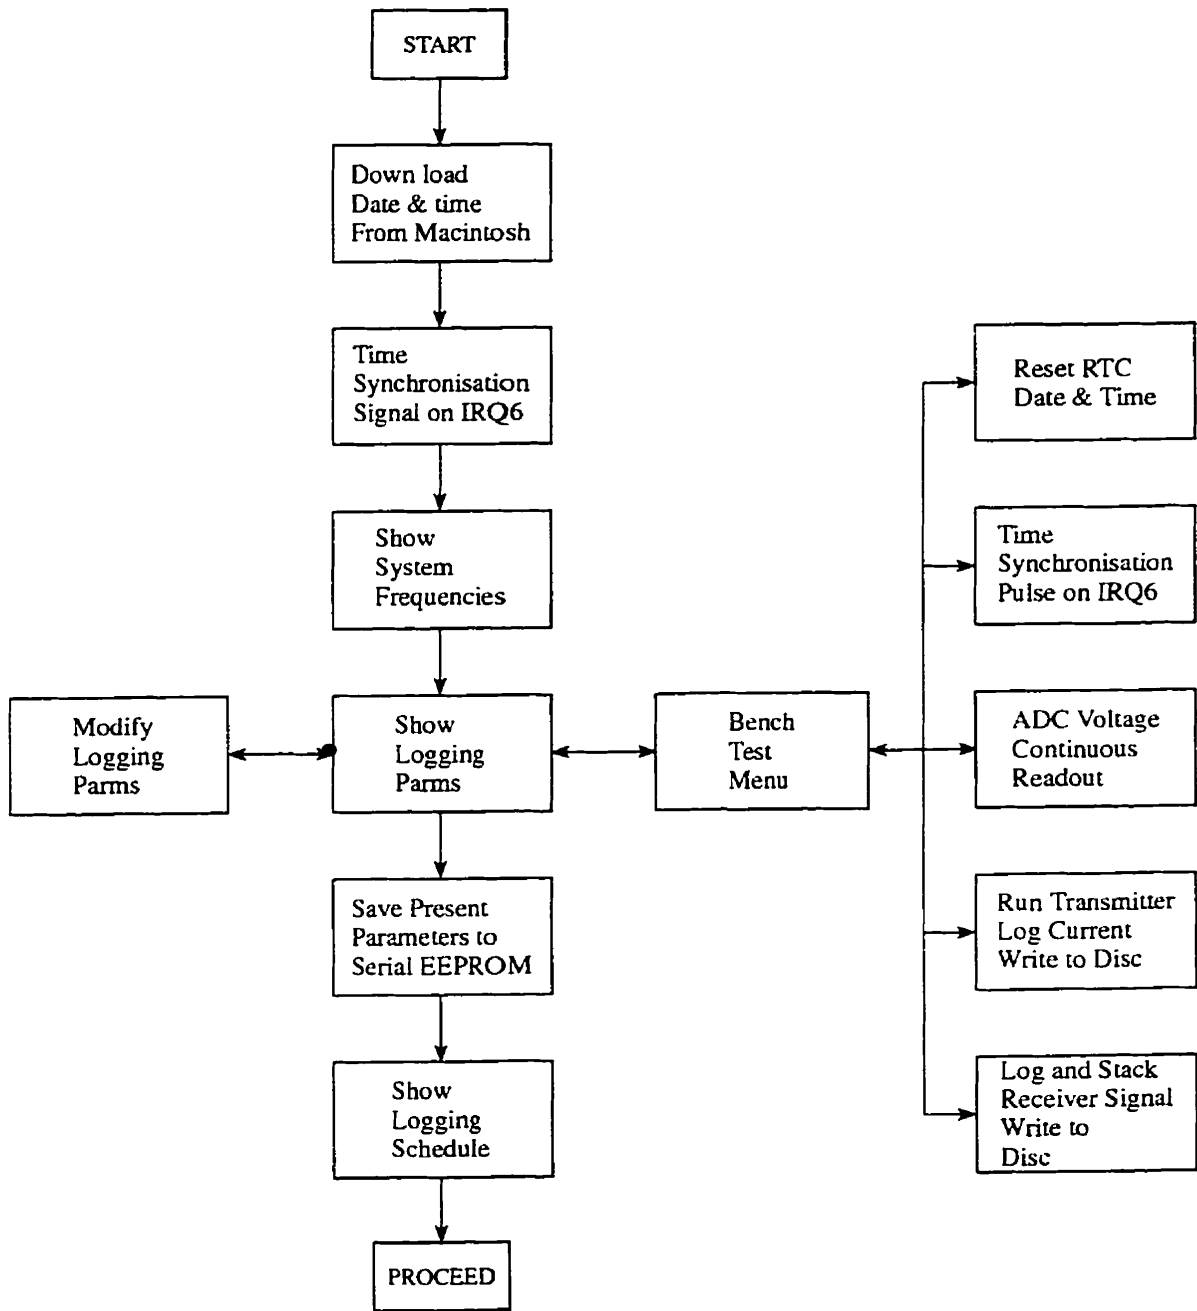 START
Down load
Date & time
From Macintosh
Time
Synchronisation
Signal on IRQ6
Show
System
Frequencies
Modify
Logging
Parms
Show
Logging
Parms
Bench
Test
Menu
Save Present
Parameters to
Serial EEPROM
Show
Logging
Schedule
PROCEED
Reset RTC
Date & Time
Time
Synchronisation
Pulse on IRQ6
ADC Voltage
Continuous
Readout
Run Transmitter
Log Current
Write to Disc
Log and Stack
Receiver Signal
Write to
Disc